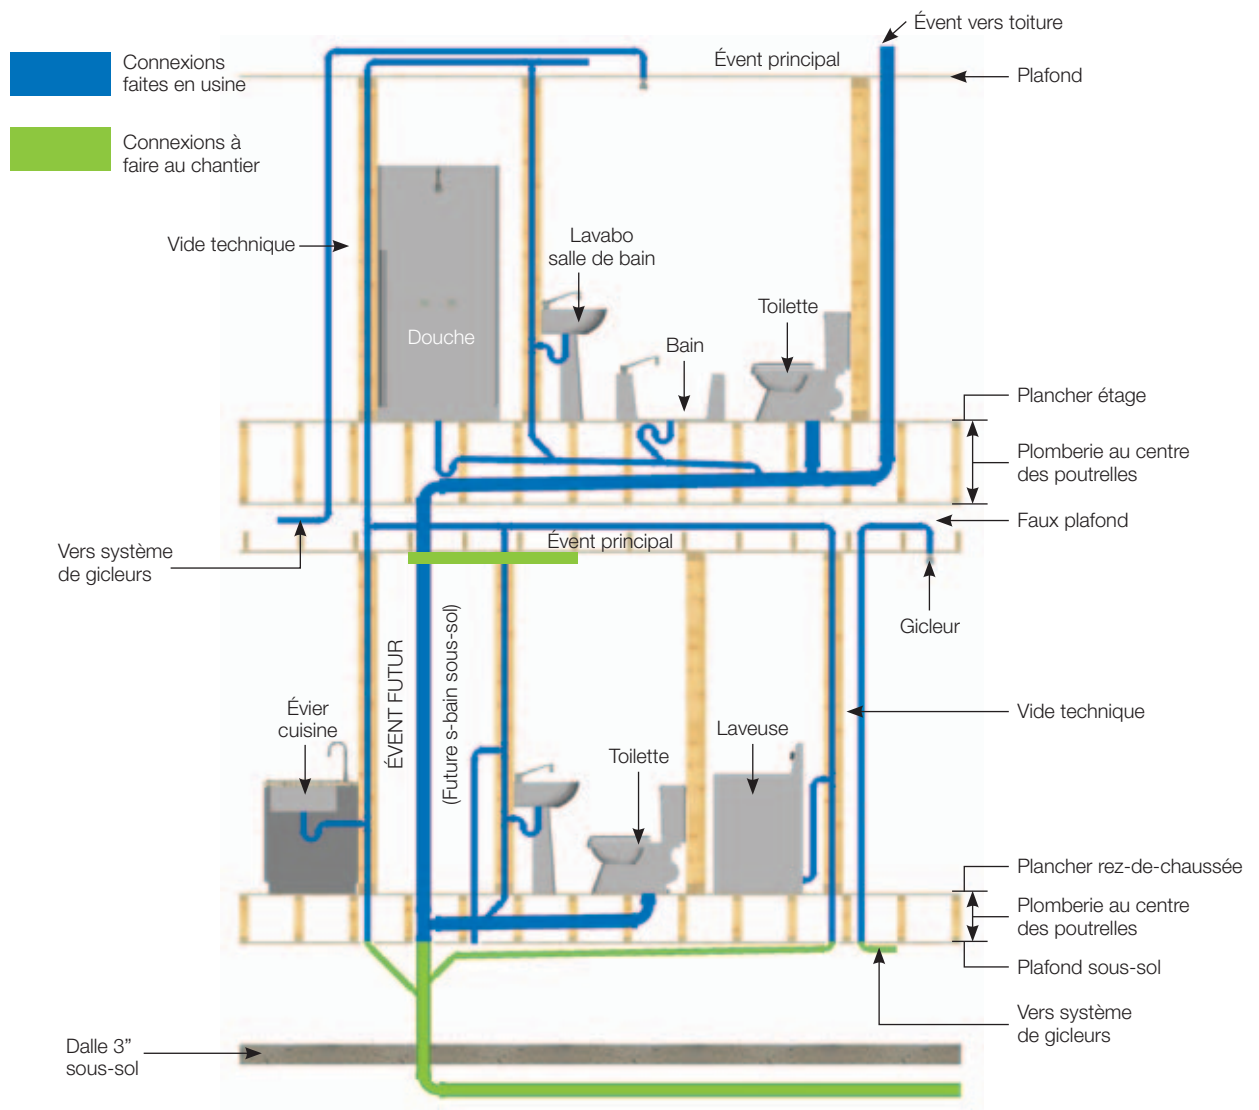 Évent vers toiture
Connexions
faites en usine
Évent principal
Plafond
Connexions à
faire au chantier
Vide technique
Lavabo
salle de bain
Toilette
Douche
Bain
Plancher étage
Plomberie au centre
des poutrelles
Faux plafond
Évent principal
Vers système
de gicleurs
Gicleur
ÉVENT FUTUR
(Future s-bain sous-sol)
Évier
cuisine
Vide technique
Laveuse
Toilette
Plancher rez-de-chaussée
Plomberie au centre
des poutrelles
Plafond sous-sol
Vers système
de gicleurs
Dalle 3”
sous-sol